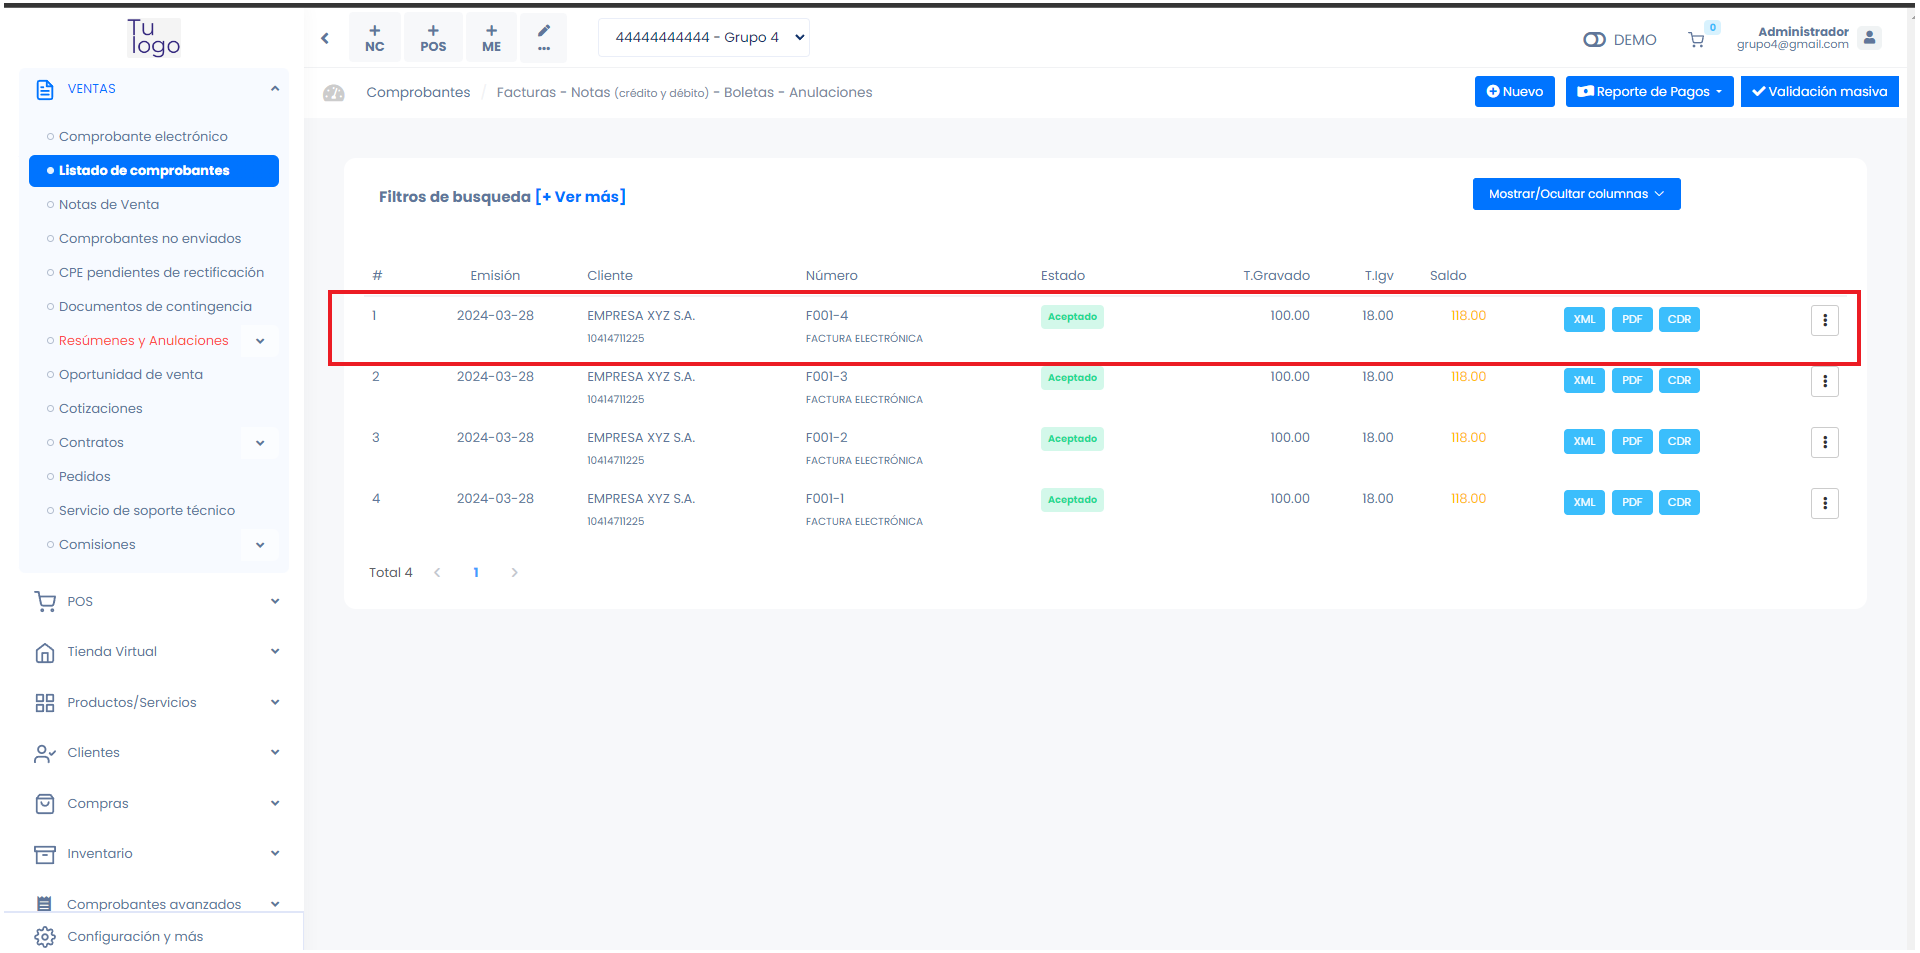 Tu
logo
NC
POS
ME
...
44444444444 - Grupo 4
DEMO
0
Administrador
grupo4@gmail.com
VENTAS
Comprobante electrónico
Listado de comprobantes
Notas de Venta
Comprobantes no enviados
CPE pendientes de rectificación
Documentos de contingencia
Resúmenes y Anulaciones
Oportunidad de venta
Cotizaciones
Contratos
Pedidos
Servicio de soporte técnico
Comisiones
POS
Tienda Virtual
Productos/Servicios
Clientes
Compras
Inventario
Comprobantes avanzados
Configuración y más
Comprobantes / Facturas - Notas (crédito y débito) - Boletas - Anulaciones
Nuevo
Reporte de Pagos
Validación masiva
Filtros de busqueda [+ Ver más]
Mostrar/Ocultar columnas
# Emisión Cliente Número Estado T.Gravado T.Igv Saldo
1 2024-03-28 EMPRESA XYZ S.A. F001-4 Aceptado 100.00 18.00 118.00 XML PDF CDR
10414711225 FACTURA ELECTRÓNICA
2 2024-03-28 EMPRESA XYZ S.A. F001-3 Aceptado 100.00 18.00 118.00 XML PDF CDR
10414711225 FACTURA ELECTRÓNICA
3 2024-03-28 EMPRESA XYZ S.A. F001-2 Aceptado 100.00 18.00 118.00 XML PDF CDR
10414711225 FACTURA ELECTRÓNICA
4 2024-03-28 EMPRESA XYZ S.A. F001-1 Aceptado 100.00 18.00 118.00 XML PDF CDR
10414711225 FACTURA ELECTRÓNICA
Total 4 1